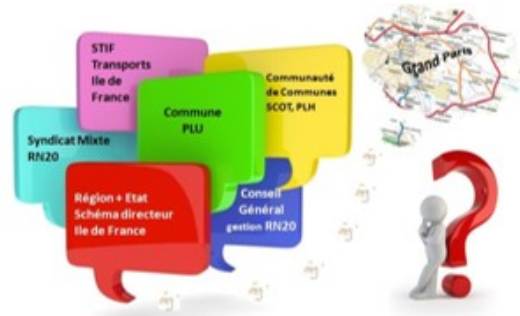 STIF
Transports
Ile de
France
Communauté
de Communes
SCOT, PLH
Commune
PLU
Syndicat Mixte
RN20
Région + Etat
Schéma directeur
Ile de France
Conseil
Général
gestion RN20
Grand Paris